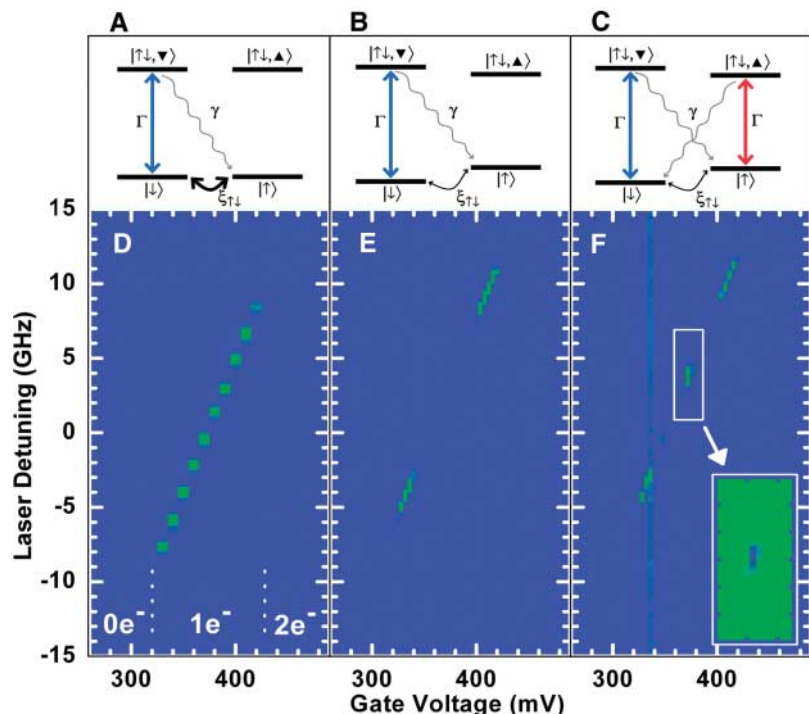 A
B
C
|↑↓,▼⟩ |↑↓,▲⟩
|↑↓,▼⟩ |↑↓,▲⟩
|↑↓,▼⟩ |↑↓,▲⟩
Γ γ
Γ γ
Γ γ Γ
|↓⟩ ξ↑↓ |↑⟩
|↓⟩ ξ↑↓ |↑⟩
|↓⟩ ξ↑↓ |↑⟩
Laser Detuning (GHz)
15
10
5
0
-5
-10
-15
D
E
F
0e⁻ 1e⁻ 2e⁻
300 400
300 400
300 400
Gate Voltage (mV)